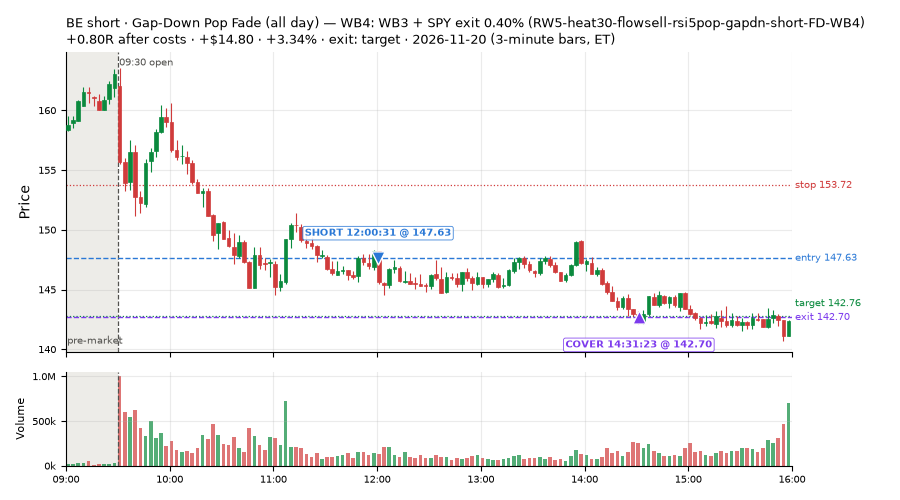 BE short · Gap-Down Pop Fade (all day) — WB4: WB3 + SPY exit 0.40% (RW5-heat30-flowsell-rsi5pop-gapdn-short-FD-WB4)
+0.80R after costs · +$14.80 · +3.34% · exit: target · 2026-11-20 (3-minute bars, ET)
09:30 open
160
155
stop 153.72
Price
150
SHORT 12:00:31 @ 147.63
entry 147.63
145
target 142.76
exit 142.70
pre-market
COVER 14:31:23 @ 142.70
140
1.0M
Volume
500k
0k
09:00 10:00 11:00 12:00 13:00 14:00 15:00 16:00